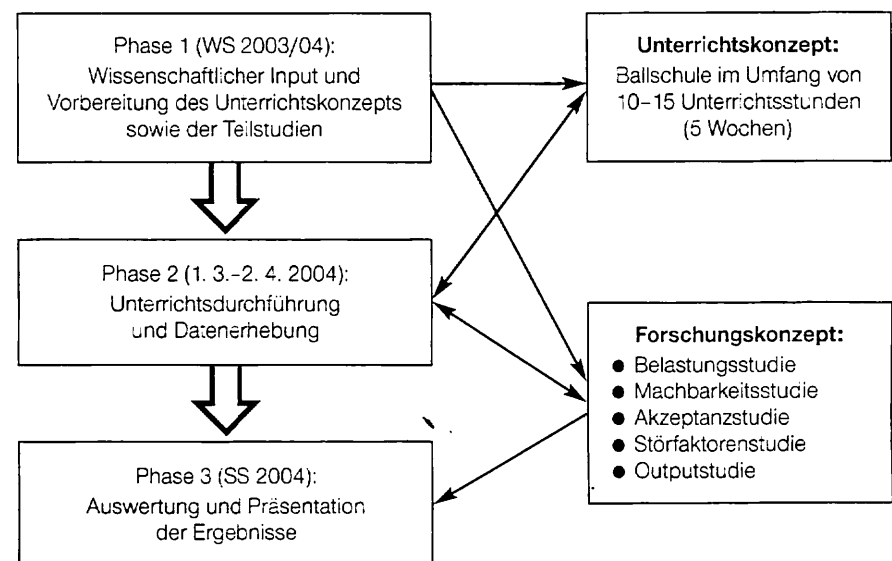 Phase 1 (WS 2003/04):
Wissenschaftlicher Input und
Vorbereitung des Unterrichtskonzepts
sowie der Teilstudien
Unterrichtskonzept:
Ballschule im Umfang von
10–15 Unterrichtsstunden
(5 Wochen)
Phase 2 (1. 3.–2. 4. 2004):
Unterrichtsdurchführung
und Datenerhebung
Forschungskonzept:
● Belastungsstudie
● Machbarkeitsstudie
● Akzeptanzstudie
● Störfaktorenstudie
● Outputstudie
Phase 3 (SS 2004):
Auswertung und Präsentation
der Ergebnisse